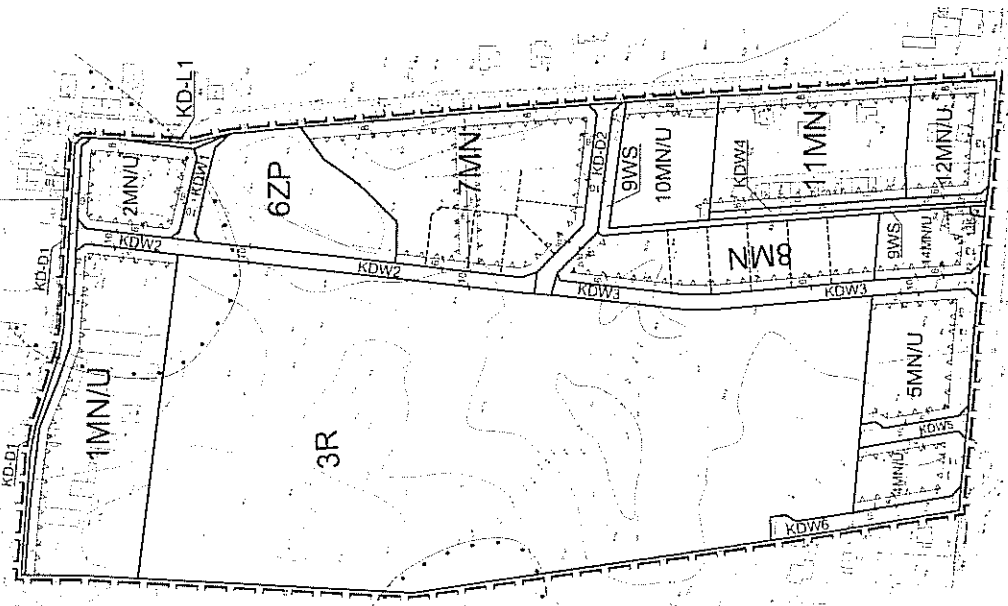 KD-D1
KD-D1
KD-L1
1MN/U
2MN/U
KDW1
KDW2
6ZP
KDW2
7MN
KD-D2
9WS
10MN/U
KDW4
11MN
12MN/U
3R
KDW3
8MN
KDW3
9WS
14MN/U
5MN/U
KDW5
4MN/U
KDW6